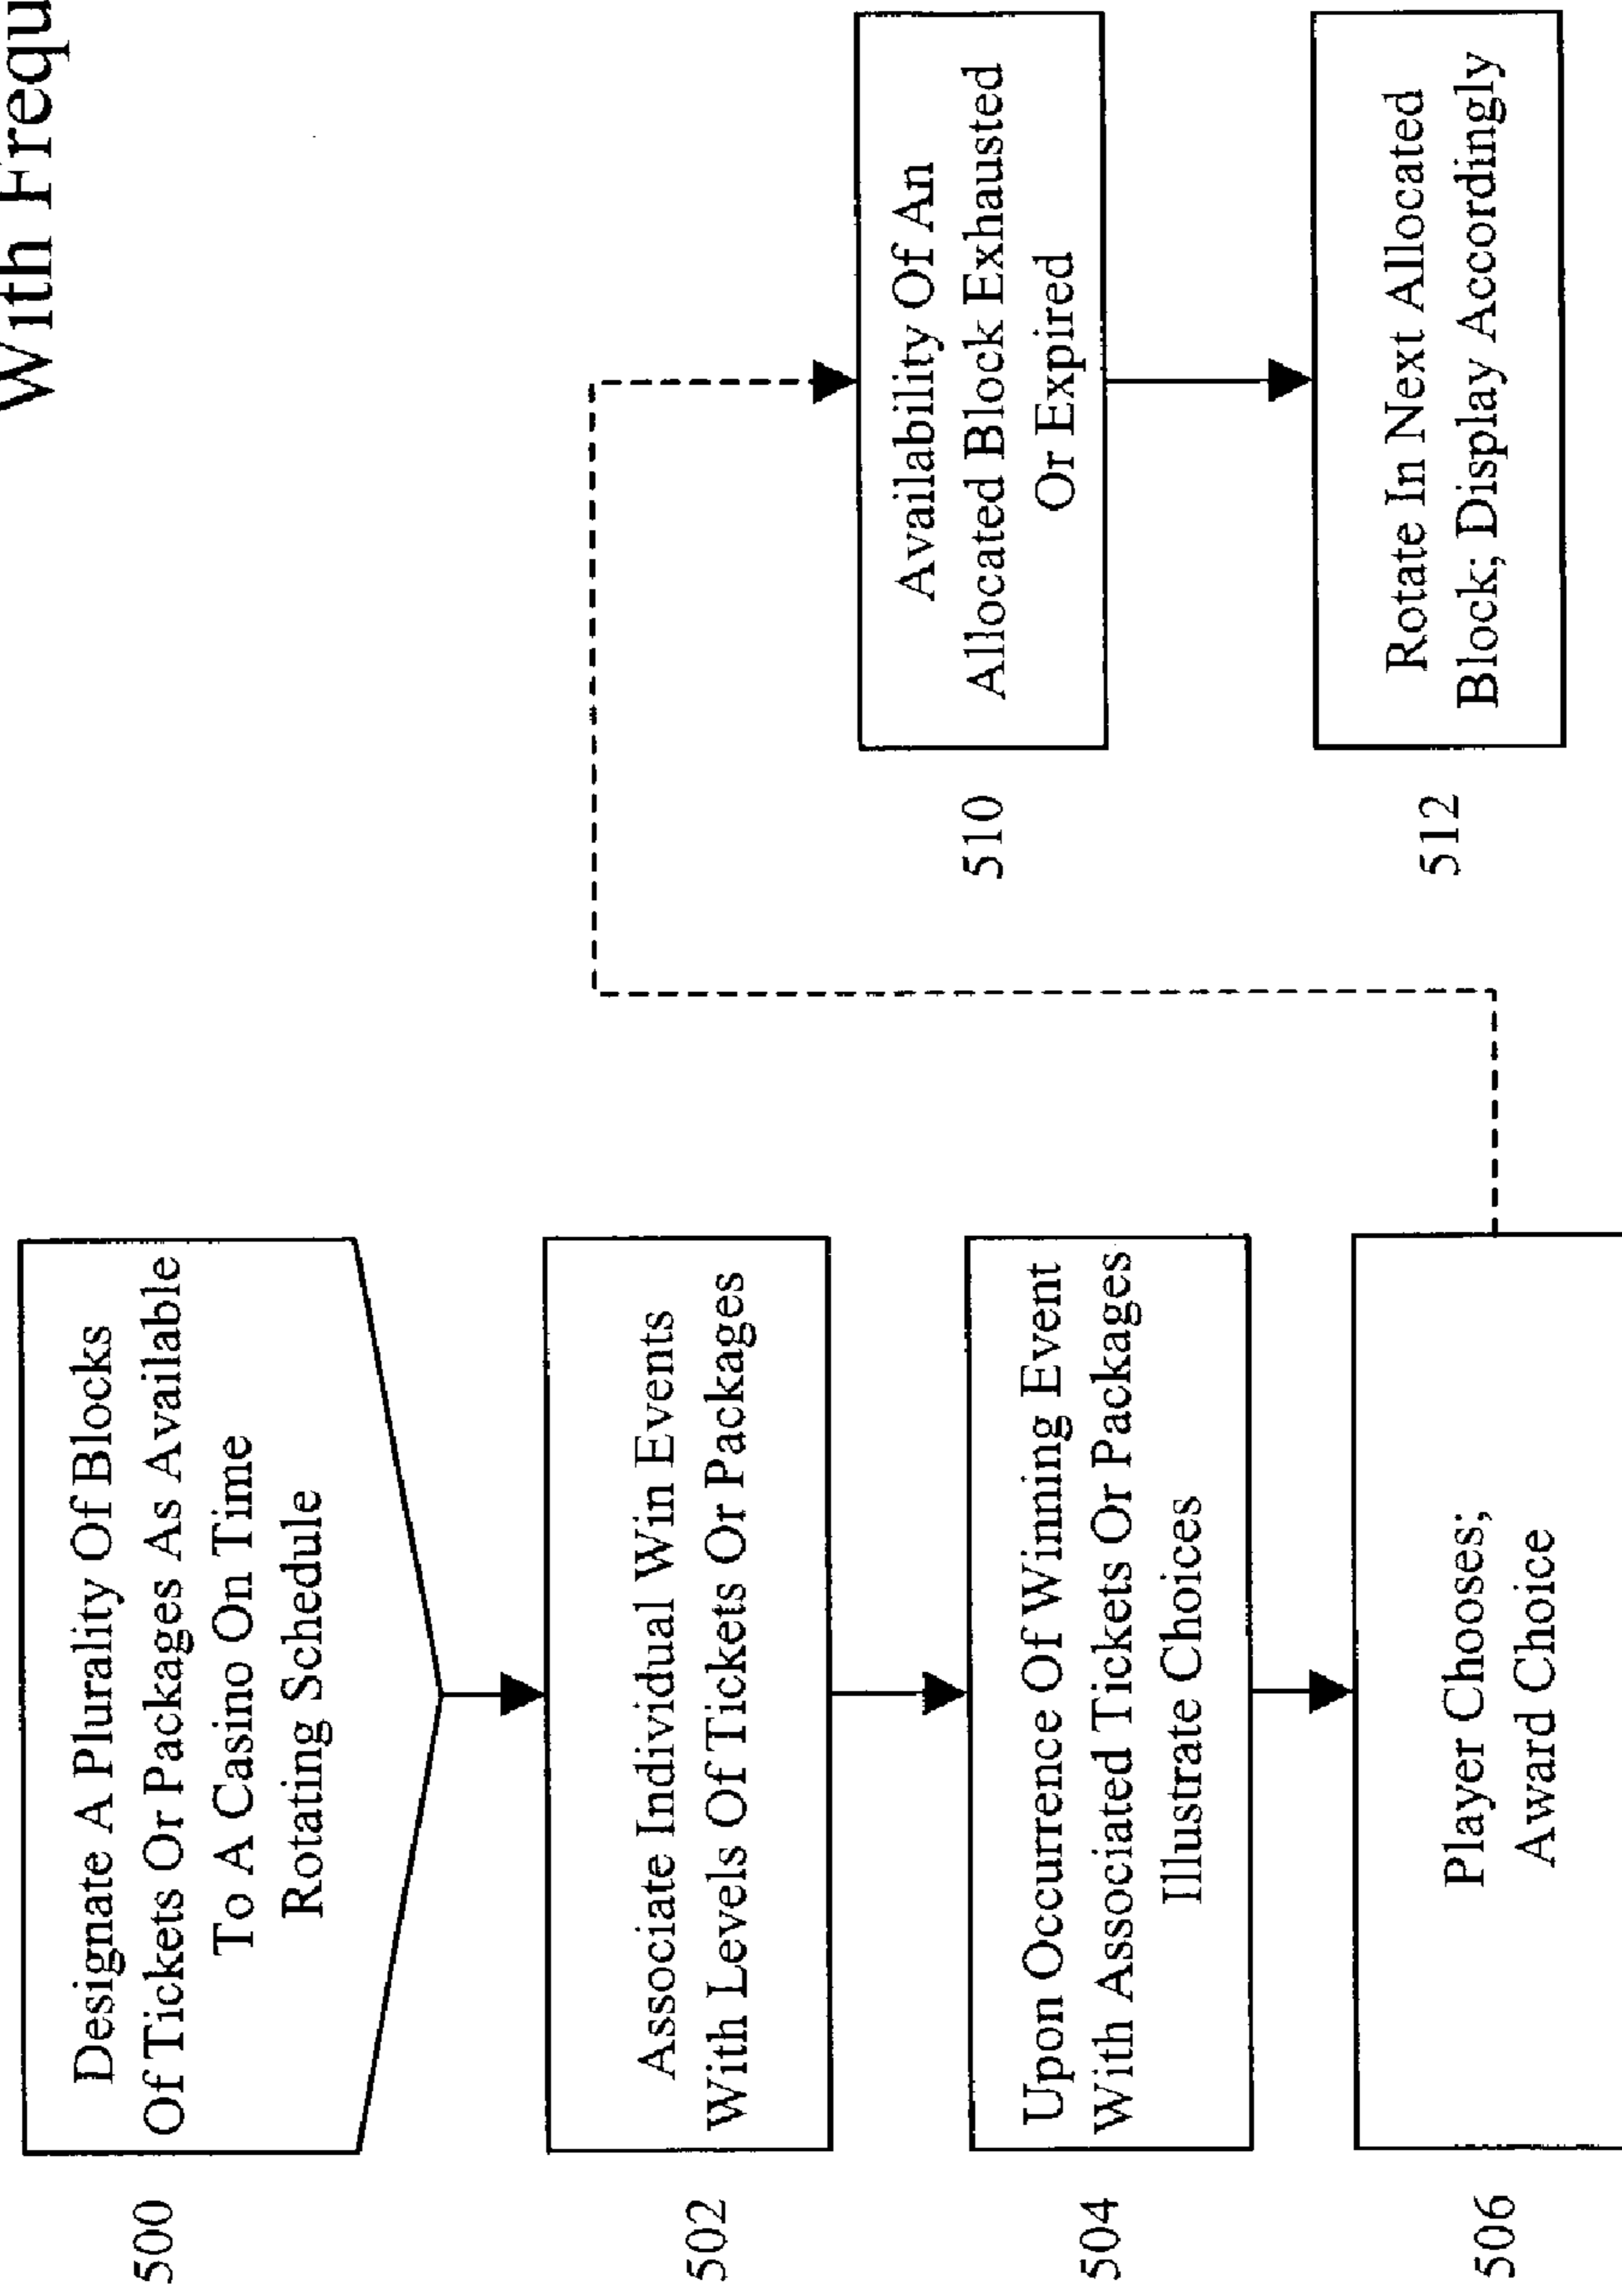 With Frequ
500
Designate A Plurality Of Blocks
Of Tickets Or Packages As Available
To A Casino On Time
Rotating Schedule
502
Associate Individual Win Events
With Levels Of Tickets Or Packages
504
Upon Occurrence Of Winning Event
With Associated Tickets Or Packages
Illustrate Choices
506
Player Chooses;
Award Choice
510
Availability Of An
Allocated Block Exhausted
Or Expired
512
Rotate In Next Allocated
Block; Display Accordingly